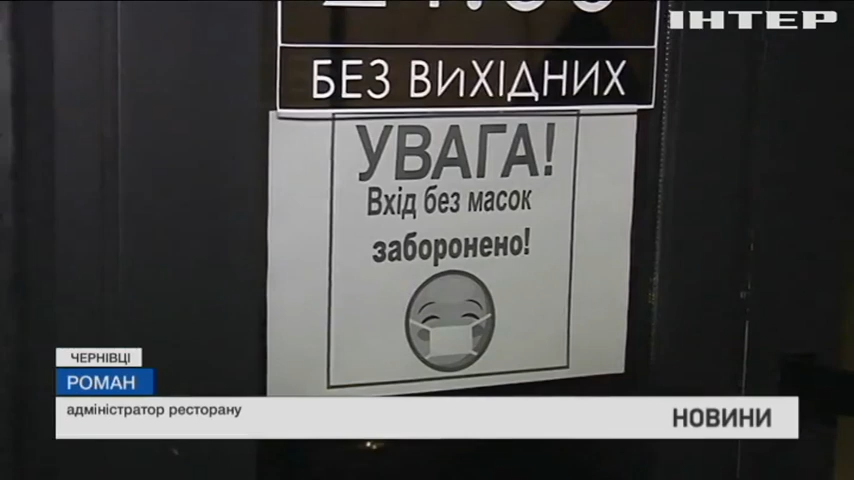 ІНТЕР
БЕЗ ВИХІДНИХ
УВАГА!
Вхід без масок
заборонено!
ЧЕРНІВЦІ
РОМАН
адміністратор ресторану
НОВИНИ